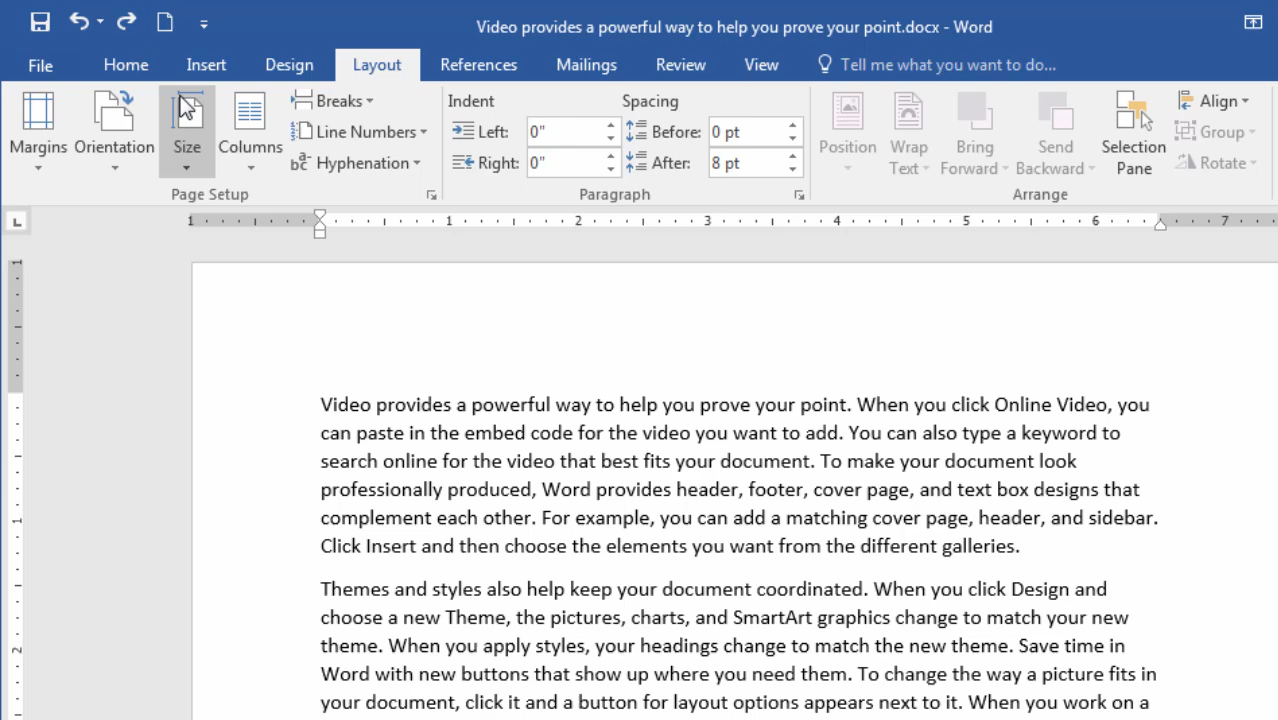 Video provides a powerful way to help you prove your point.docx - Word
File Home Insert Design Layout References Mailings Review View Tell me what you want to do...
Margins Orientation Size Columns
Breaks
Line Numbers
Hyphenation
Page Setup
Indent Spacing
Left: 0" Before: 0 pt
Right: 0" After: 8 pt
Paragraph
Position Wrap Text Bring Forward Send Backward Selection Pane
Align
Group
Rotate
Arrange
1 1 2 3 4 5 6 7
1
1
2
Video provides a powerful way to help you prove your point. When you click Online Video, you
can paste in the embed code for the video you want to add. You can also type a keyword to
search online for the video that best fits your document. To make your document look
professionally produced, Word provides header, footer, cover page, and text box designs that
complement each other. For example, you can add a matching cover page, header, and sidebar.
Click Insert and then choose the elements you want from the different galleries.
Themes and styles also help keep your document coordinated. When you click Design and
choose a new Theme, the pictures, charts, and SmartArt graphics change to match your new
theme. When you apply styles, your headings change to match the new theme. Save time in
Word with new buttons that show up where you need them. To change the way a picture fits in
your document, click it and a button for layout options appears next to it. When you work on a